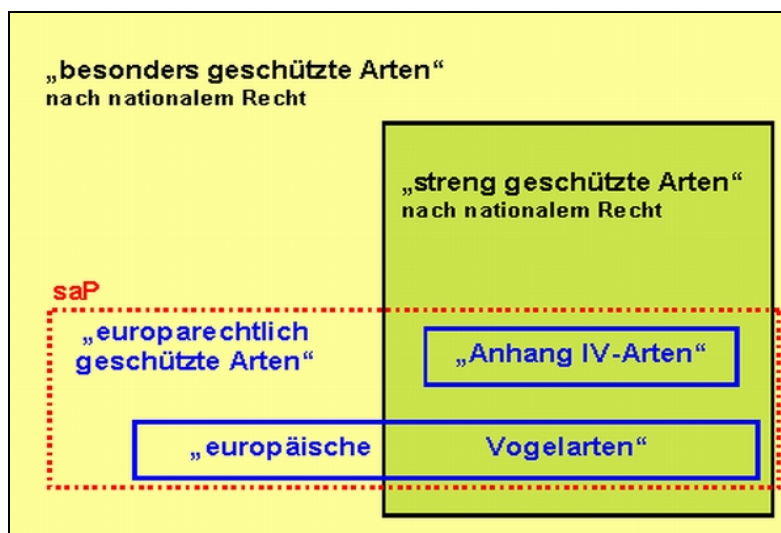 „besonders geschützte Arten“
nach nationalem Recht
„streng geschützte Arten“
nach nationalem Recht
saP
„europarechtlich
geschützte Arten“
„Anhang IV-Arten“
„europäische Vogelarten“